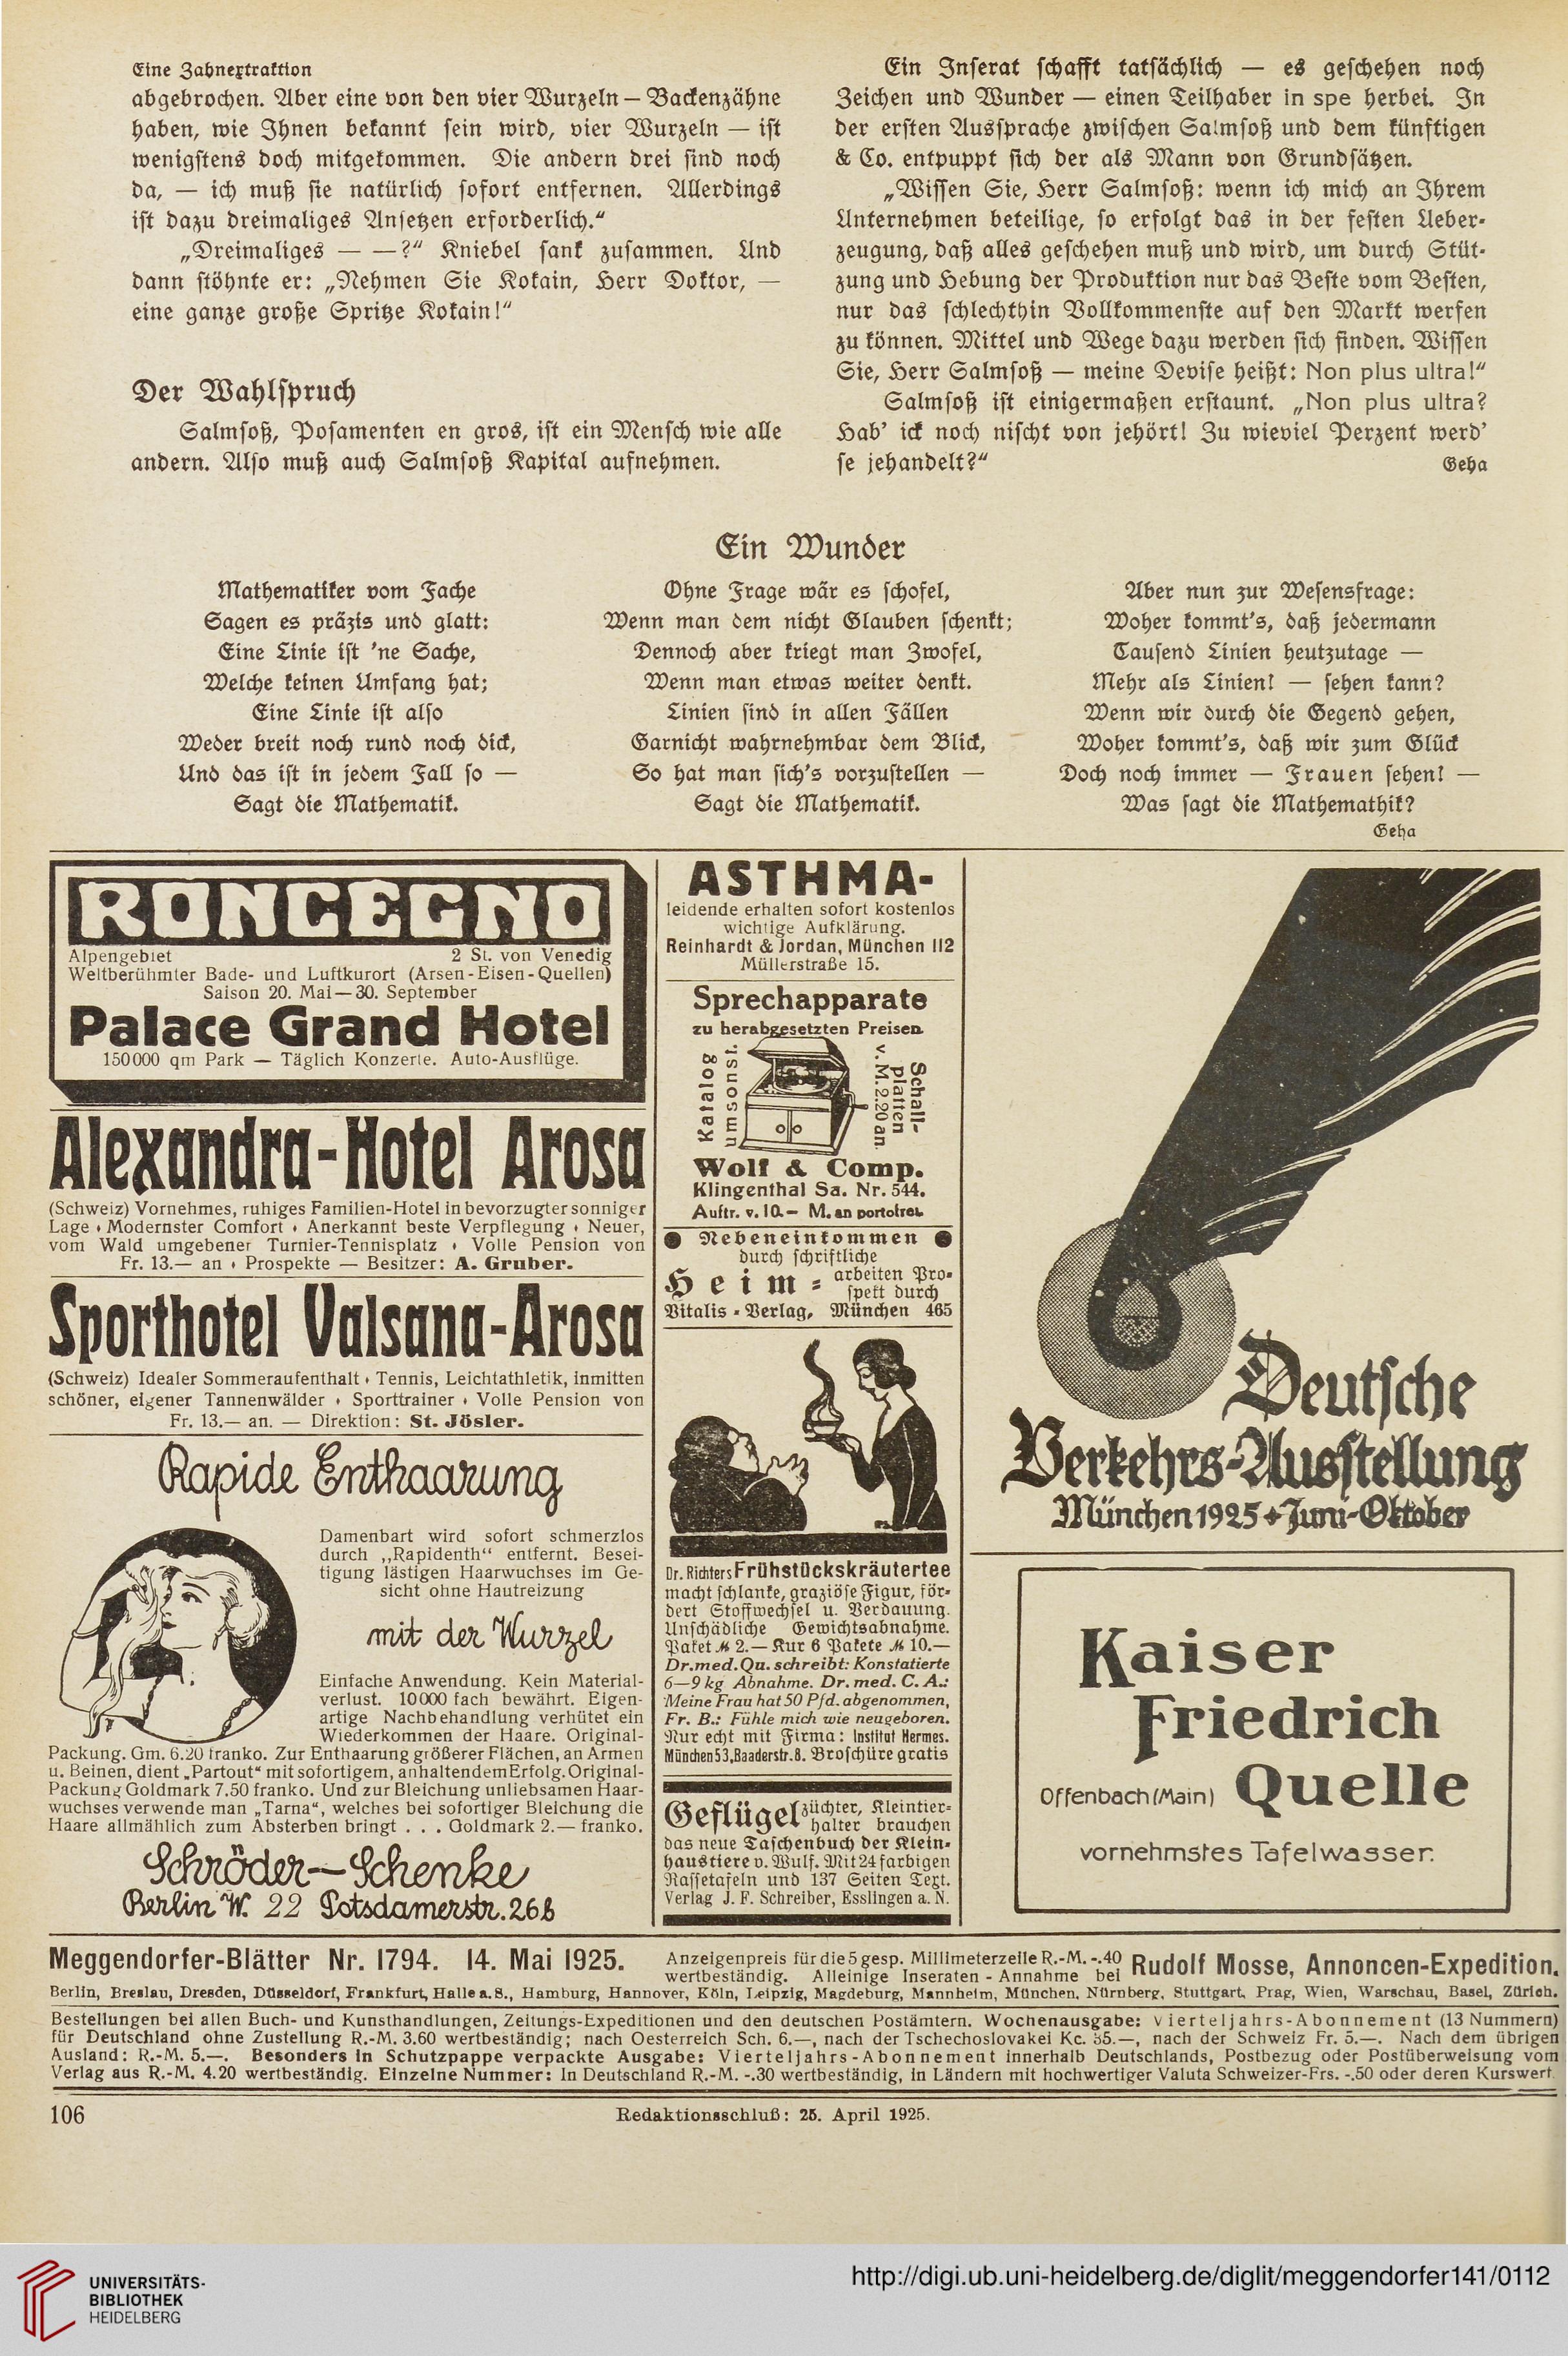 Eine Zahnextraktion
abgebrochen. Aber eine von den vier Wurzeln – Backenzähne
haben, wie Ihnen bekannt sein wird, vier Wurzeln — ist
wenigstens doch mitgekommen. Die andern drei sind noch
da, — ich muß sie natürlich sofort entfernen. Allerdings
ist dazu dreimaliges Ansetzen erforderlich.“
„Dreimaliges — —?“ Kniebel sank zusammen. Und
dann stöhnte er: „Nehmen Sie Kokain, Herr Doktor, —
eine ganze große Spritze Kokain!“
Der Wahlspruch
Salmsoß, Posamenten en gros, ist ein Mensch wie alle
andern. Also muß auch Salmsoß Kapital aufnehmen.
Ein Inserat schafft tatsächlich — es geschehen noch
Zeichen und Wunder — einen Teilhaber in spe herbei. In
der ersten Aussprache zwischen Salmsoß und dem künftigen
& Co. entpuppt sich der als Mann von Grundsätzen.
„Wissen Sie, Herr Salmsoß: wenn ich mich an Ihrem
Unternehmen beteilige, so erfolgt das in der festen Ueber-
zeugung, daß alles geschehen muß und wird, um durch Stüt-
zung und Hebung der Produktion nur das Beste vom Besten,
nur das schlechthin Vollkommenste auf den Markt werfen
zu können. Mittel und Wege dazu werden sich finden. Wissen
Sie, Herr Salmsoß — meine Devise heißt: Non plus ultra!“
Salmsoß ist einigermaßen erstaunt. „Non plus ultra?
Hab’ ick noch nischt von jehört! Zu wieviel Perzent werd’
se jehandelt?“ Geha
Ein Wunder
Mathematiker vom Fache
Sagen es präzis und glatt:
Eine Linie ist ’ne Sache,
Welche keinen Umfang hat;
Eine Linie ist also
Weder breit noch rund noch dick,
Und das ist in jedem Fall so —
Sagt die Mathematik.
Ohne Frage wär es schofel,
Wenn man dem nicht Glauben schenkt;
Dennoch aber kriegt man Zwofel,
Wenn man etwas weiter denkt.
Linien sind in allen Fällen
Garnicht wahrnehmbar dem Blick,
So hat man sich’s vorzustellen —
Sagt die Mathematik.
Aber nun zur Wesensfrage:
Woher kommt’s, daß jedermann
Tausend Linien heutzutage —
Mehr als Linien! — sehen kann?
Wenn wir durch die Gegend gehen,
Woher kommt’s, daß wir zum Glück
Doch noch immer — Frauen sehen! —
Was sagt die Mathemathik?
Geha
RONCEGNO
Alpengebiet 2 St. von Venedig
Weltberühmter Bade- und Luftkurort (Arsen-Eisen-Quellen)
Saison 20. Mai—30. September
Palace Grand Hotel
150000 qm Park — Täglich Konzerte. Auto-Ausflüge.
Alexandra-Hotel Arosa
(Schweiz) Vornehmes, ruhiges Familien-Hotel in bevorzugter sonniger
Lage • Modernster Comfort • Anerkannt beste Verpflegung • Neuer,
vom Wald umgebener Turnier-Tennisplatz • Volle Pension von
Fr. 13.— an • Prospekte — Besitzer: A. Gruber.
Sporthotel Valsana-Arosa
(Schweiz) Idealer Sommeraufenthalt • Tennis, Leichtathletik, inmitten
schöner, eigener Tannenwälder • Sporttrainer • Volle Pension von
Fr. 13.— an. — Direktion: St. Jösler.
Rapide Enthaarung
Damenbart wird sofort schmerzlos
durch „Rapidenth“ entfernt. Besei-
tigung lästigen Haarwuchses im Ge-
sicht ohne Hautreizung
mit der Wurzel
Einfache Anwendung. Kein Material-
verlust. 10000 fach bewährt. Eigen-
artige Nachbehandlung verhütet ein
Wiederkommen der Haare. Original-
Packung. Gm. 6.20 franko. Zur Enthaarung größerer Flächen, an Armen
u. Beinen, dient „Partout“ mit sofortigem, anhaltendem Erfolg. Original-
Packung Goldmark 7.50 franko. Und zur Bleichung unliebsamen Haar-
wuchses verwende man „Tarna“, welches bei sofortiger Bleichung die
Haare allmählich zum Absterben bringt . . . Goldmark 2.— franko.
Schröder—Schenke
Berlin W. 22 Potsdamerstr. 26b
ASTHMA-
leidende erhalten sofort kostenlos
wichtige Aufklärung.
Reinhardt & Jordan, München 112
Müllerstraße 15.
Sprechapparate
zu herabgesetzten Preisen
Katalog
umsonst.
Schall-
platten
v. M. 2.20 an.
Wolf & Comp.
Klingenthal Sa. Nr. 544.
Auftr. v. 10.— M. an portofrei.
Nebeneinkommen
durch schriftliche
Heim- arbeiten Pro-
spekt durch
Vitalis-Verlag, München 465
Dr. Richters Frühstückskräutertee
macht schlanke, graziöse Figur, för-
dert Stoffwechsel u. Verdauung.
Unschädliche Gewichtsabnahme.
Paket ℳ 2.— Kur 6 Pakete ℳ 10.—
Dr. med. Qu. schreibt: Konstatierte
6—9 kg Abnahme. Dr. med. C. A.:
Meine Frau hat 50 Pfd. abgenommen,
Fr. B.: Fühle mich wie neugeboren.
Nur echt mit Firma: Institut Hermes.
München 53, Baaderstr. 8. Broschüre gratis
Geflügelzüchter, Kleintier-
halter brauchen
das neue Taschenbuch der Klein-
haustiere v. Wulf. Mit 24 farbigen
Rassetafeln und 137 Seiten Text.
Verlag J. F. Schreiber, Esslingen a. N.
Deutsche
Verkehrs-Ausstellung
München 1925 + Juni-Oktober
Kaiser
Friedrich
Offenbach (Main) Quelle
vornehmstes Tafelwasser.
Meggendorfer-Blätter Nr. 1794. 14. Mai 1925.
Anzeigenpreis für die 5 gesp. Millimeterzeile R.-M. -.40
wertbeständig. Alleinige Inseraten-Annahme bei
Rudolf Mosse, Annoncen-Expedition.
Berlin, Breslau, Dresden, Düsseldorf, Frankfurt, Halle a. S., Hamburg, Hannover, Köln, Leipzig, Magdeburg, Mannheim, München, Nürnberg, Stuttgart, Prag, Wien, Warschau, Basel, Zürich.
Bestellungen bei allen Buch- und Kunsthandlungen, Zeitungs-Expeditionen und den deutschen Postämtern. Wochenausgabe: Vierteljahrs-Abonnement (13 Nummern)
für Deutschland ohne Zustellung R.-M. 3.60 wertbeständig; nach Oesterreich Sch. 6.—, nach der Tschechoslovakei Kc. 35.—, nach der Schweiz Fr. 5.—. Nach dem übrigen
Ausland: R.-M. 5.—. Besonders in Schutzpappe verpackte Ausgabe: Vierteljahrs-Abonnement innerhalb Deutschlands, Postbezug oder Postüberweisung vom
Verlag aus R.-M. 4.20 wertbeständig. Einzelne Nummer: In Deutschland R.-M. -.30 wertbeständig, in Ländern mit hochwertiger Valuta Schweizer-Frs. -.50 oder deren Kurswert
106
Redaktionsschluß: 25. April 1925.
UNIVERSITÄTS-
BIBLIOTHEK
HEIDELBERG
http://digi.ub.uni-heidelberg.de/diglit/meggendorfer141/0112